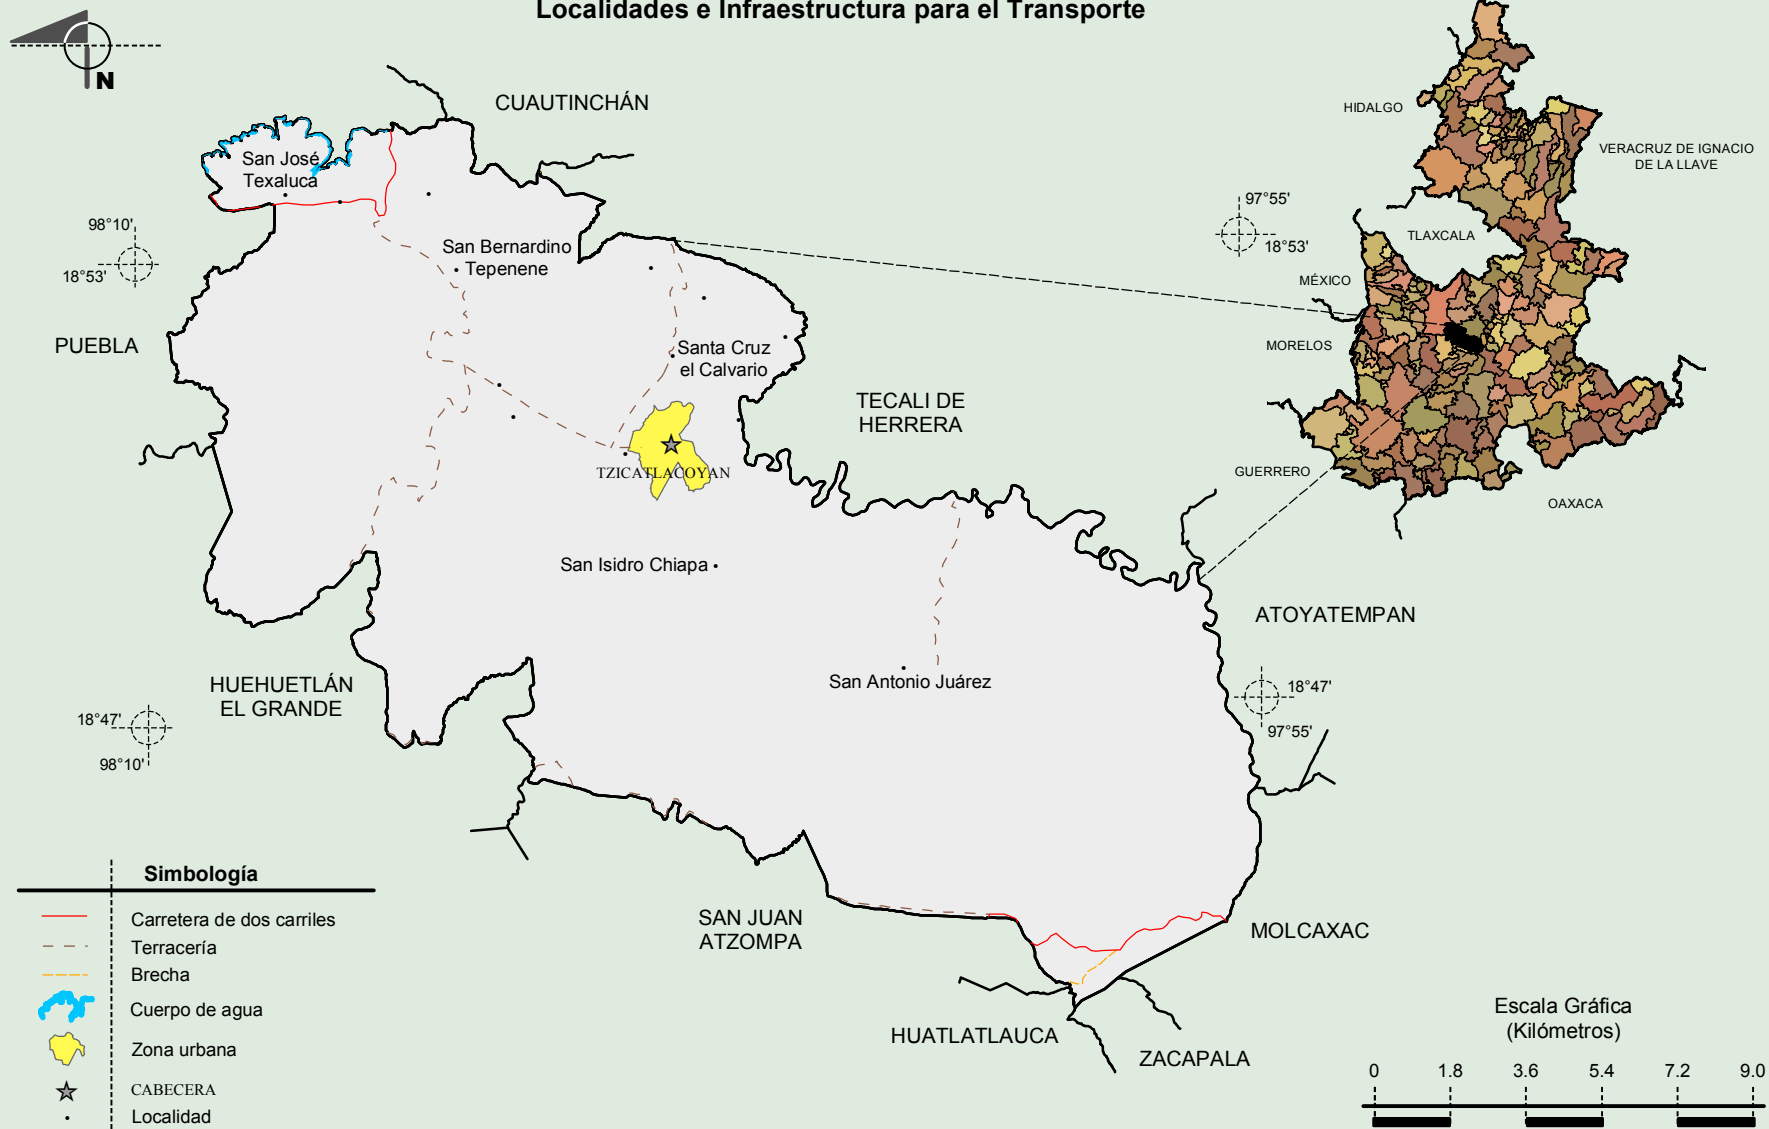 Localidades e Infraestructura para el Transporte
N
CUAUTINCHÁN
San José
Texaluca
98°10'
18°53'
San Bernardino
Tepenene
PUEBLA
Santa Cruz
el Calvario
TECALI DE
HERRERA
TZICATLACOYAN
San Isidro Chiapa
San Antonio Juárez
ATOYATEMPAN
HUEHUETLÁN
EL GRANDE
18°47'
98°10'
18°47'
97°55'
SAN JUAN
ATZOMPA
MOLCAXAC
HUATLATLAUCA
ZACAPALA
97°55'
18°53'
HIDALGO
VERACRUZ DE IGNACIO
DE LA LLAVE
TLAXCALA
MÉXICO
MORELOS
GUERRERO
OAXACA
Simbología
Carretera de dos carriles
Terracería
Brecha
Cuerpo de agua
Zona urbana
CABECERA
Localidad
Escala Gráfica
(Kilómetros)
0 1.8 3.6 5.4 7.2 9.0